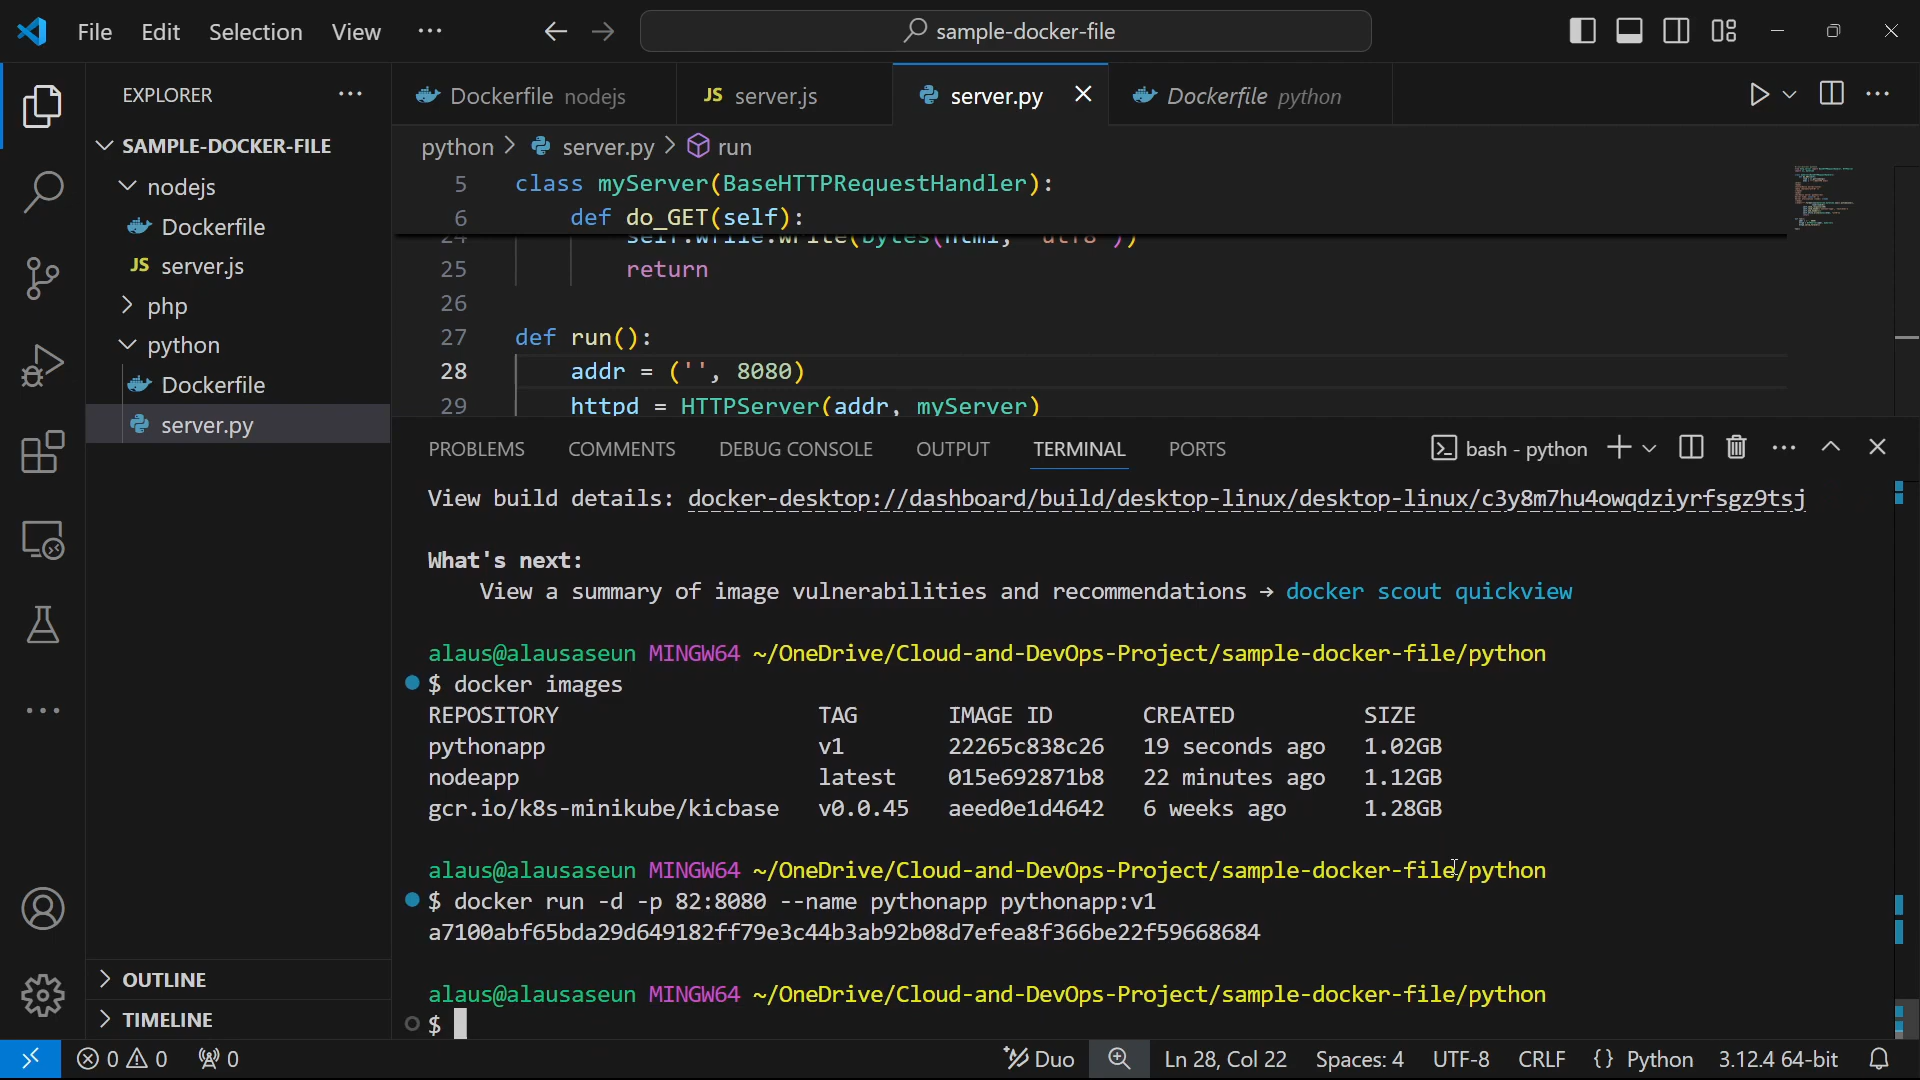 File Edit Selection View ··· sample-docker-file
EXPLORER ···
SAMPLE-DOCKER-FILE
nodejs
Dockerfile
JS server.js
php
python
Dockerfile
server.py
OUTLINE
TIMELINE
Dockerfile nodejs JS server.js server.py Dockerfile python
python > server.py > run
5 class myServer(BaseHTTPRequestHandler):
6 def do_GET(self):
24 self.wfile.write(bytes(html, "utf8"))
25 return
26
27 def run():
28 addr = ('', 8080)
29 httpd = HTTPServer(addr, myServer)
PROBLEMS COMMENTS DEBUG CONSOLE OUTPUT TERMINAL PORTS bash - python
View build details: docker-desktop://dashboard/build/desktop-linux/desktop-linux/c3y8m7hu4owqdziyrfsgz9tsj
What's next:
View a summary of image vulnerabilities and recommendations → docker scout quickview
alaus@alausaseun MINGW64 ~/OneDrive/Cloud-and-DevOps-Project/sample-docker-file/python
$ docker images
REPOSITORY TAG IMAGE ID CREATED SIZE
pythonapp v1 22265c838c26 19 seconds ago 1.02GB
nodeapp latest 015e692871b8 22 minutes ago 1.12GB
gcr.io/k8s-minikube/kicbase v0.0.45 aeed0e1d4642 6 weeks ago 1.28GB
alaus@alausaseun MINGW64 ~/OneDrive/Cloud-and-DevOps-Project/sample-docker-file/python
$ docker run -d -p 82:8080 --name pythonapp pythonapp:v1
a7100abf65bda29d649182ff79e3c44b3ab92b08d7efea8f366be22f59668684
alaus@alausaseun MINGW64 ~/OneDrive/Cloud-and-DevOps-Project/sample-docker-file/python
$
0 0 0 Duo Ln 28, Col 22 Spaces: 4 UTF-8 CRLF {} Python 3.12.4 64-bit